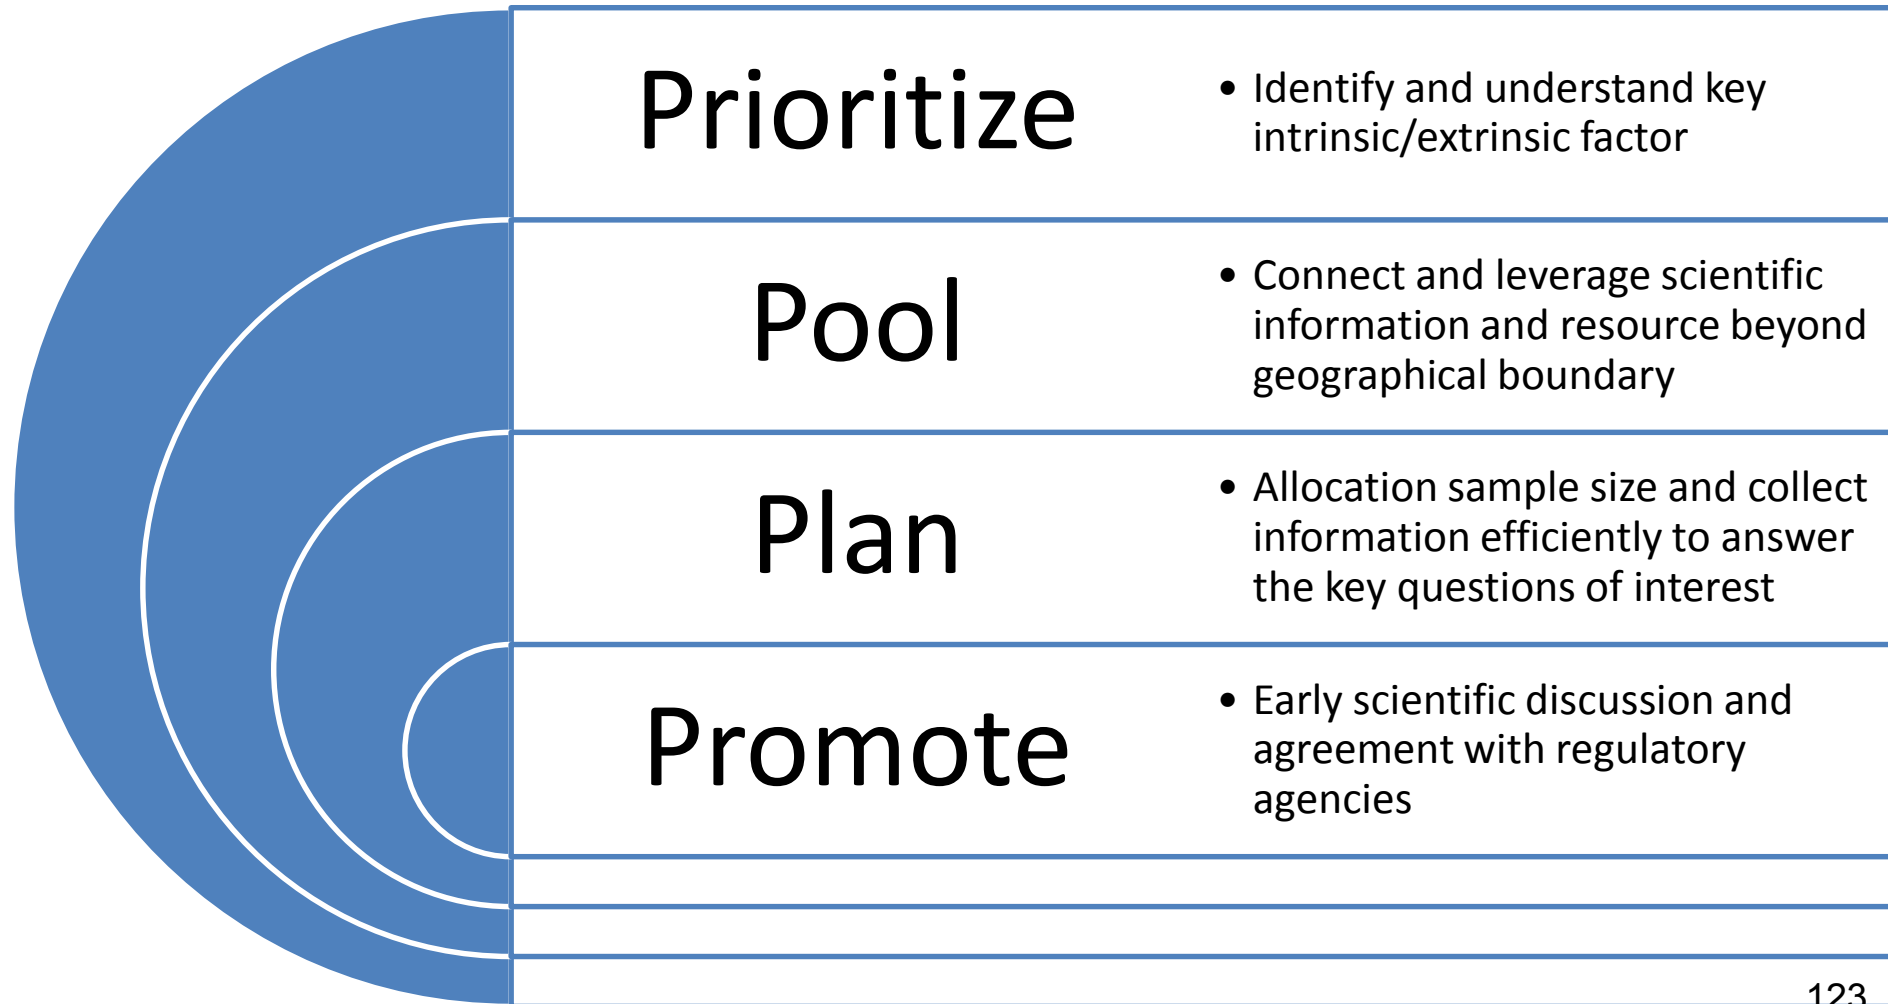 Prioritize
• Identify and understand key
intrinsic/extrinsic factor
Pool
• Connect and leverage scientific
information and resource beyond
geographical boundary
Plan
• Allocation sample size and collect
information efficiently to answer
the key questions of interest
Promote
• Early scientific discussion and
agreement with regulatory
agencies
123